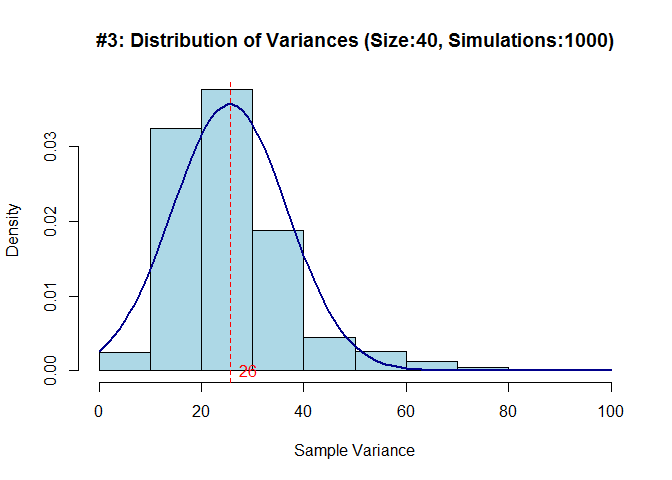 #3: Distribution of Variances (Size:40, Simulations:1000)
Density
0.03
0.02
0.01
0.00
26
0 20 40 60 80 100
Sample Variance